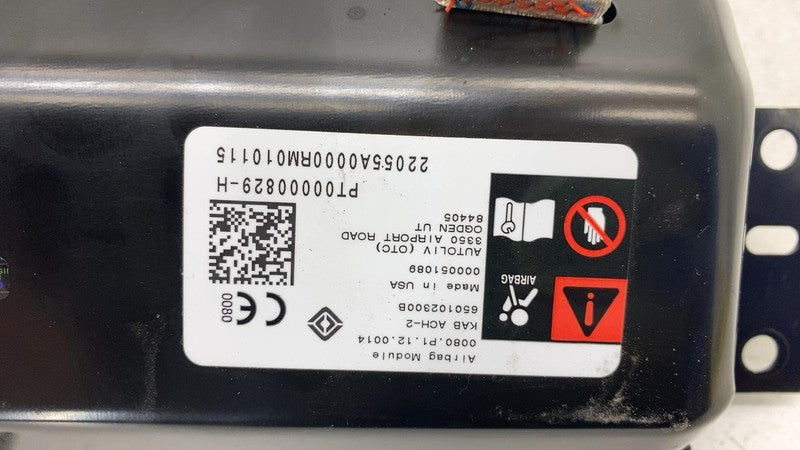 Airbag Module
0080.P1.12.0014
KAB ACH-2
650102300B
Made in USA
000051089
AUTOLIV (OTC)
3350 AIRPORT ROAD
OGDEN UT
84405
CE
0080
AIRBAG
PT00000829-H
22055A0000RM010115